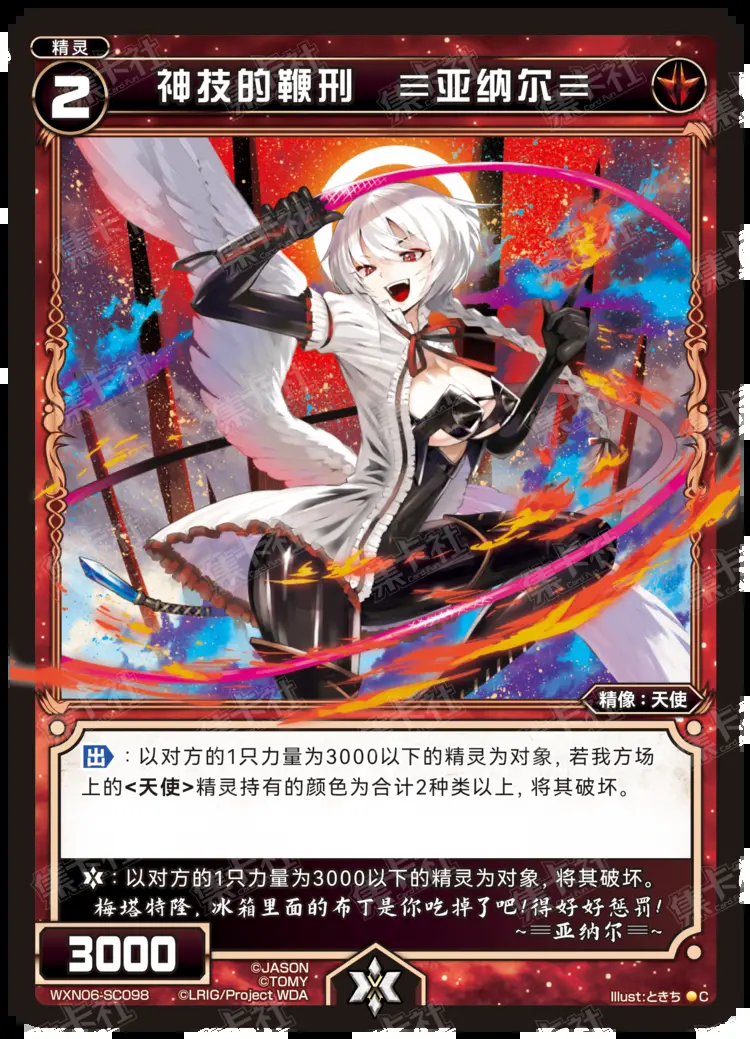 精灵
2
神技的鞭刑 ≡亚纳尔≡
精像：天使
出：以对方的1只力量为3000以下的精灵为对象，若我方场
上的<天使>精灵持有的颜色为合计2种类以上，将其破坏。
：以对方的1只力量为3000以下的精灵为对象，将其破坏。
梅塔特隆，冰箱里面的布丁是你吃掉了吧！得好好惩罚！
~≡亚纳尔≡~
3000
©JASON
©TOMY
WXN06-SC098 ©LRIG/Project WDA
Illust:ときち C
集卡社